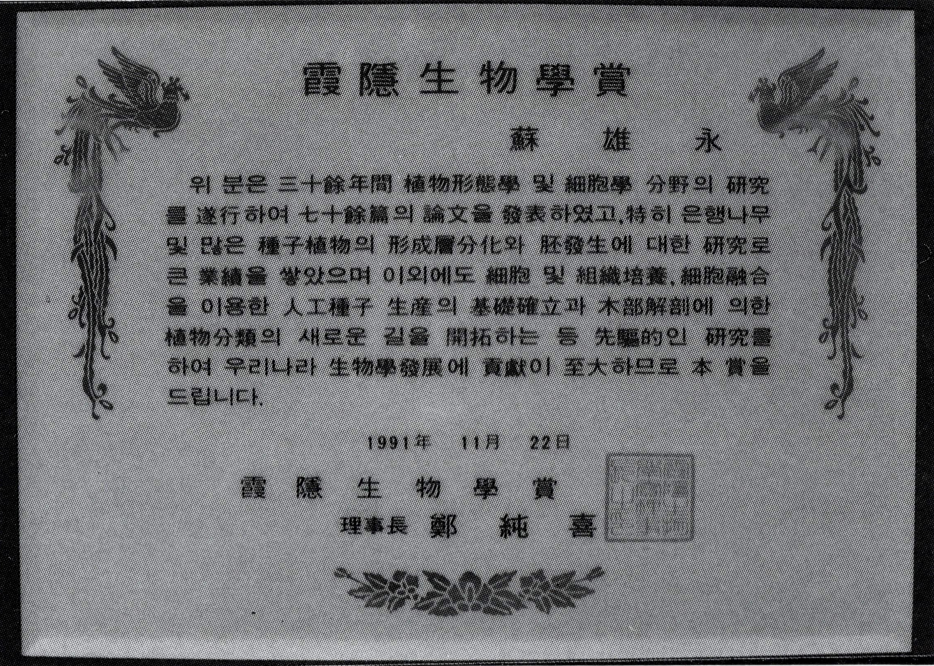 霞隱生物學賞
蘇 雄 永
위 분은 三十餘年間 植物形態學 및 細胞學 分野의 研究
를 遂行하여 七十餘篇의 論文을 發表하였고, 特히 은행나무
및 많은 種子植物의 形成層分化와 胚發生에 대한 研究로
큰 業績을 쌓았으며 이외에도 細胞 및 組織培養, 細胞融合
을 이용한 人工種子 生産의 基礎確立과 木部解剖에 의한
植物分類의 새로운 길을 開拓하는 등 先驅的인 研究를
하여 우리나라 生物學發展에 貢獻이 至大하므로 本 賞을
드립니다.
1991年 11月 22日
霞 隱 生 物 學 賞
理事長 鄭 純 喜